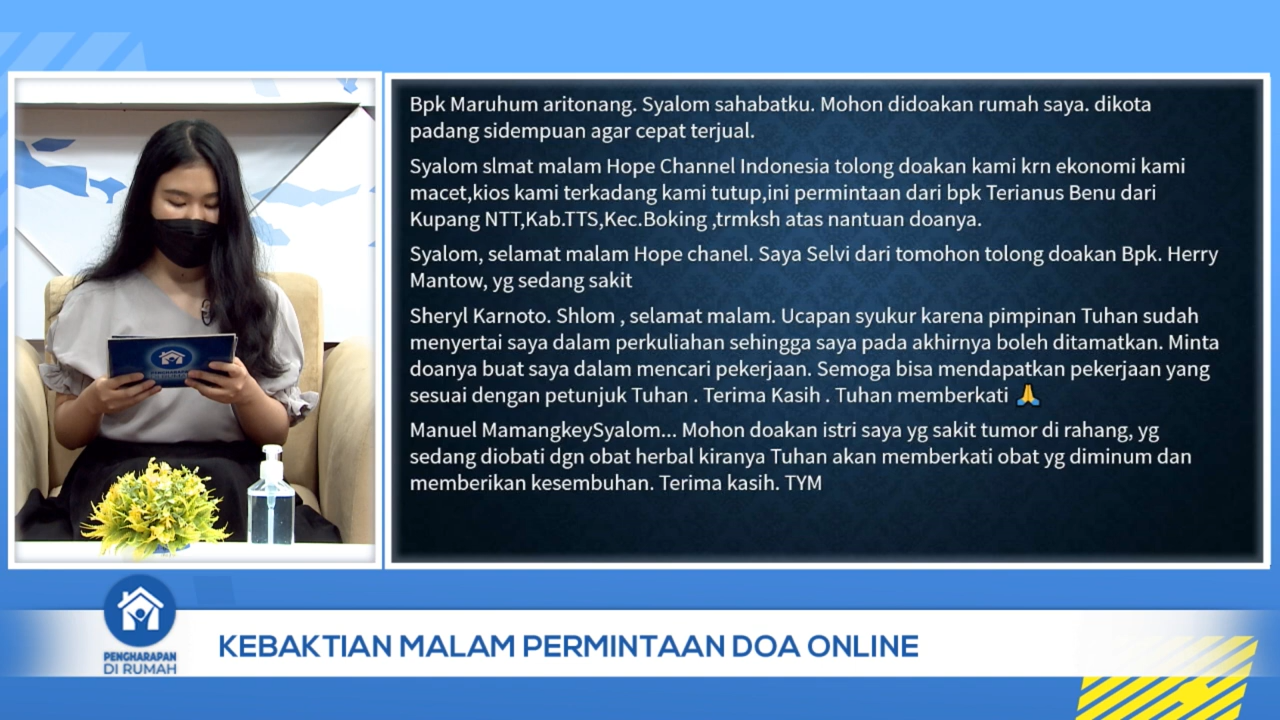 Bpk Maruhum aritonang. Syalom sahabatku. Mohon didoakan rumah saya. dikota
padang sidempuan agar cepat terjual.
Syalom slmat malam Hope Channel Indonesia tolong doakan kami krn ekonomi kami
macet,kios kami terkadang kami tutup,ini permintaan dari bpk Terianus Benu dari
Kupang NTT,Kab.TTS,Kec.Boking ,trmksh atas nantuan doanya.
Syalom, selamat malam Hope chanel. Saya Selvi dari tomohon tolong doakan Bpk. Herry
Mantow, yg sedang sakit
Sheryl Karnoto. Shlom , selamat malam. Ucapan syukur karena pimpinan Tuhan sudah
menyertai saya dalam perkuliahan sehingga saya pada akhirnya boleh ditamatkan. Minta
doanya buat saya dalam mencari pekerjaan. Semoga bisa mendapatkan pekerjaan yang
sesuai dengan petunjuk Tuhan . Terima Kasih . Tuhan memberkati 🙏
Manuel MamangkeySyalom... Mohon doakan istri saya yg sakit tumor di rahang, yg
sedang diobati dgn obat herbal kiranya Tuhan akan memberkati obat yg diminum dan
memberikan kesembuhan. Terima kasih. TYM
PENGHARAPAN
DI RUMAH
KEBAKTIAN MALAM PERMINTAAN DOA ONLINE